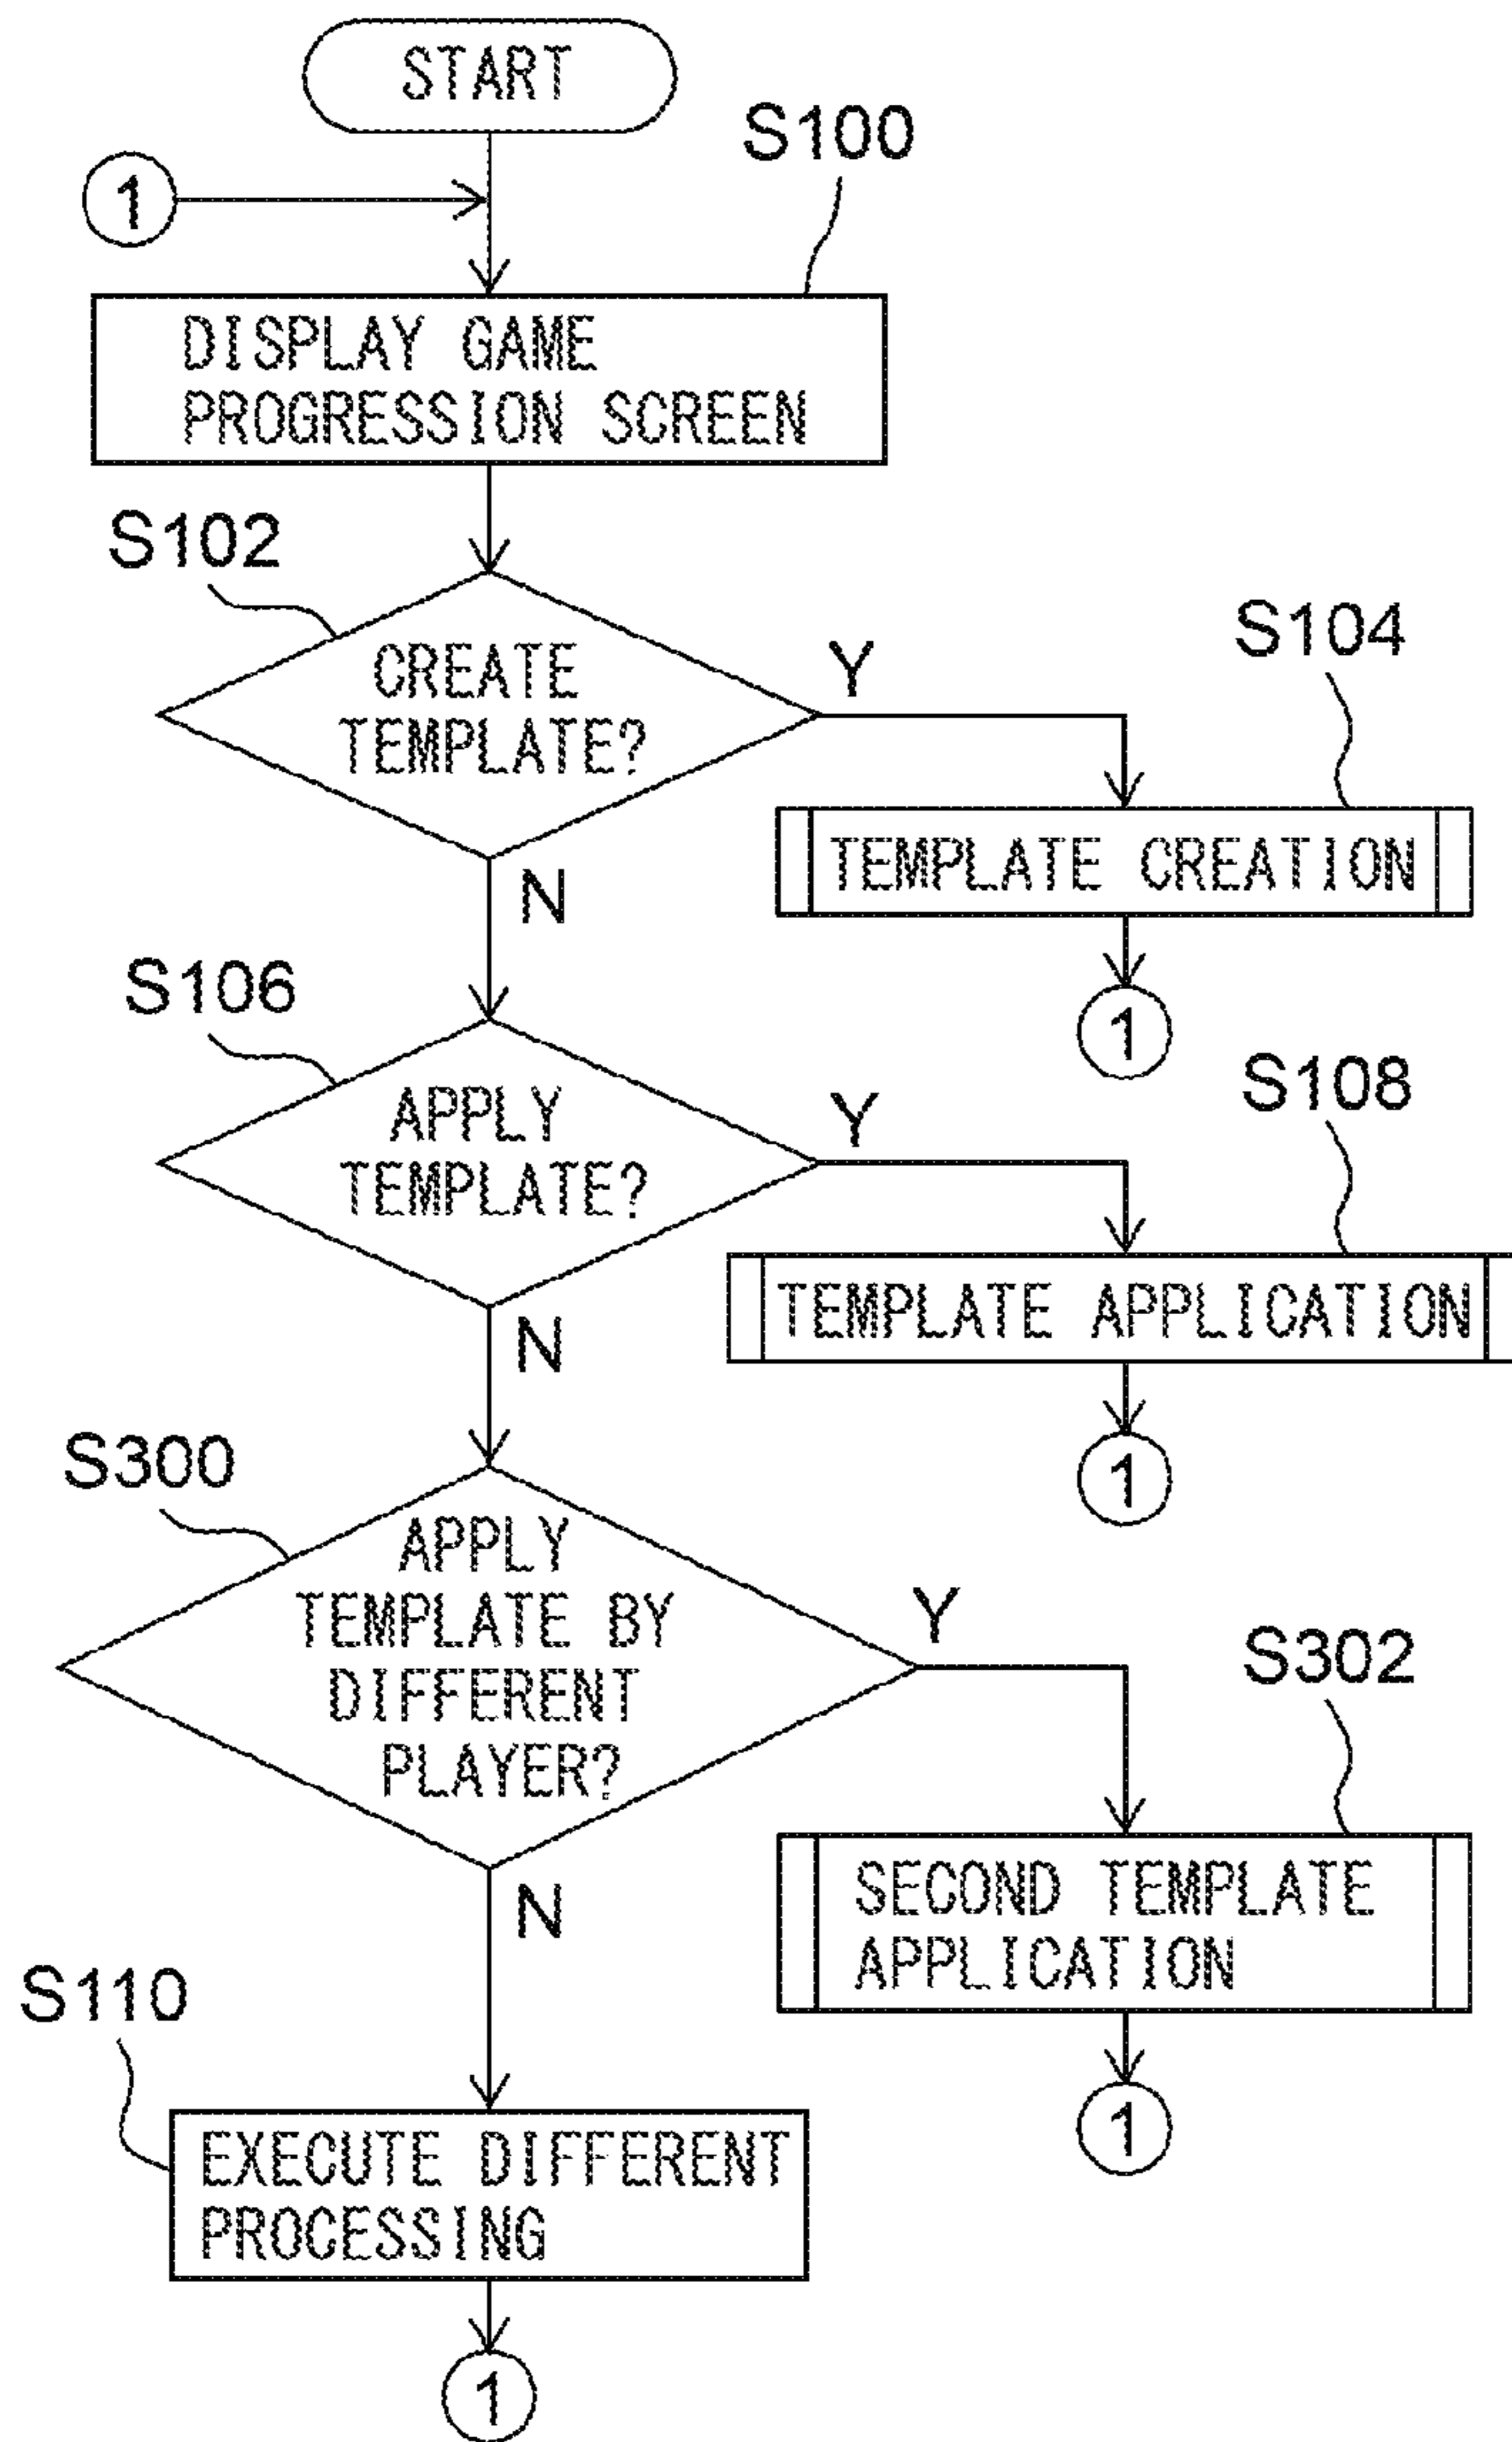 START
S100
1
DISPLAY GAME
PROGRESSION SCREEN
S102
CREATE
TEMPLATE?
Y
S104
TEMPLATE CREATION
N
1
S106
APPLY
TEMPLATE?
Y
S108
TEMPLATE APPLICATION
N
1
S300
APPLY
TEMPLATE BY
DIFFERENT
PLAYER?
Y
S302
SECOND TEMPLATE
APPLICATION
N
1
S110
EXECUTE DIFFERENT
PROCESSING
1